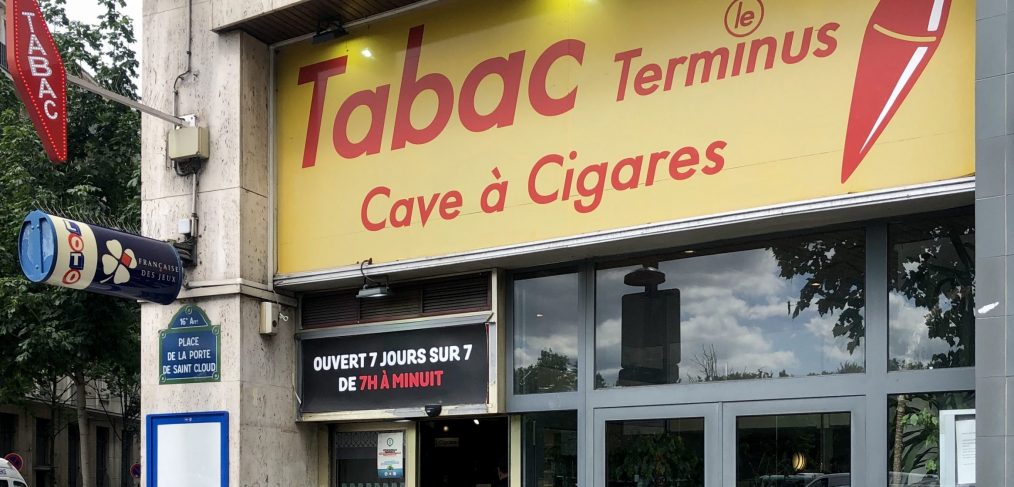 TABAC
Tabac le Terminus
Cave à Cigares
LOTO
FRANÇAISE
DES JEUX
16e Arrt
PLACE
DE LA PORTE
DE SAINT CLOUD
OUVERT 7 JOURS SUR 7
DE 7H À MINUIT